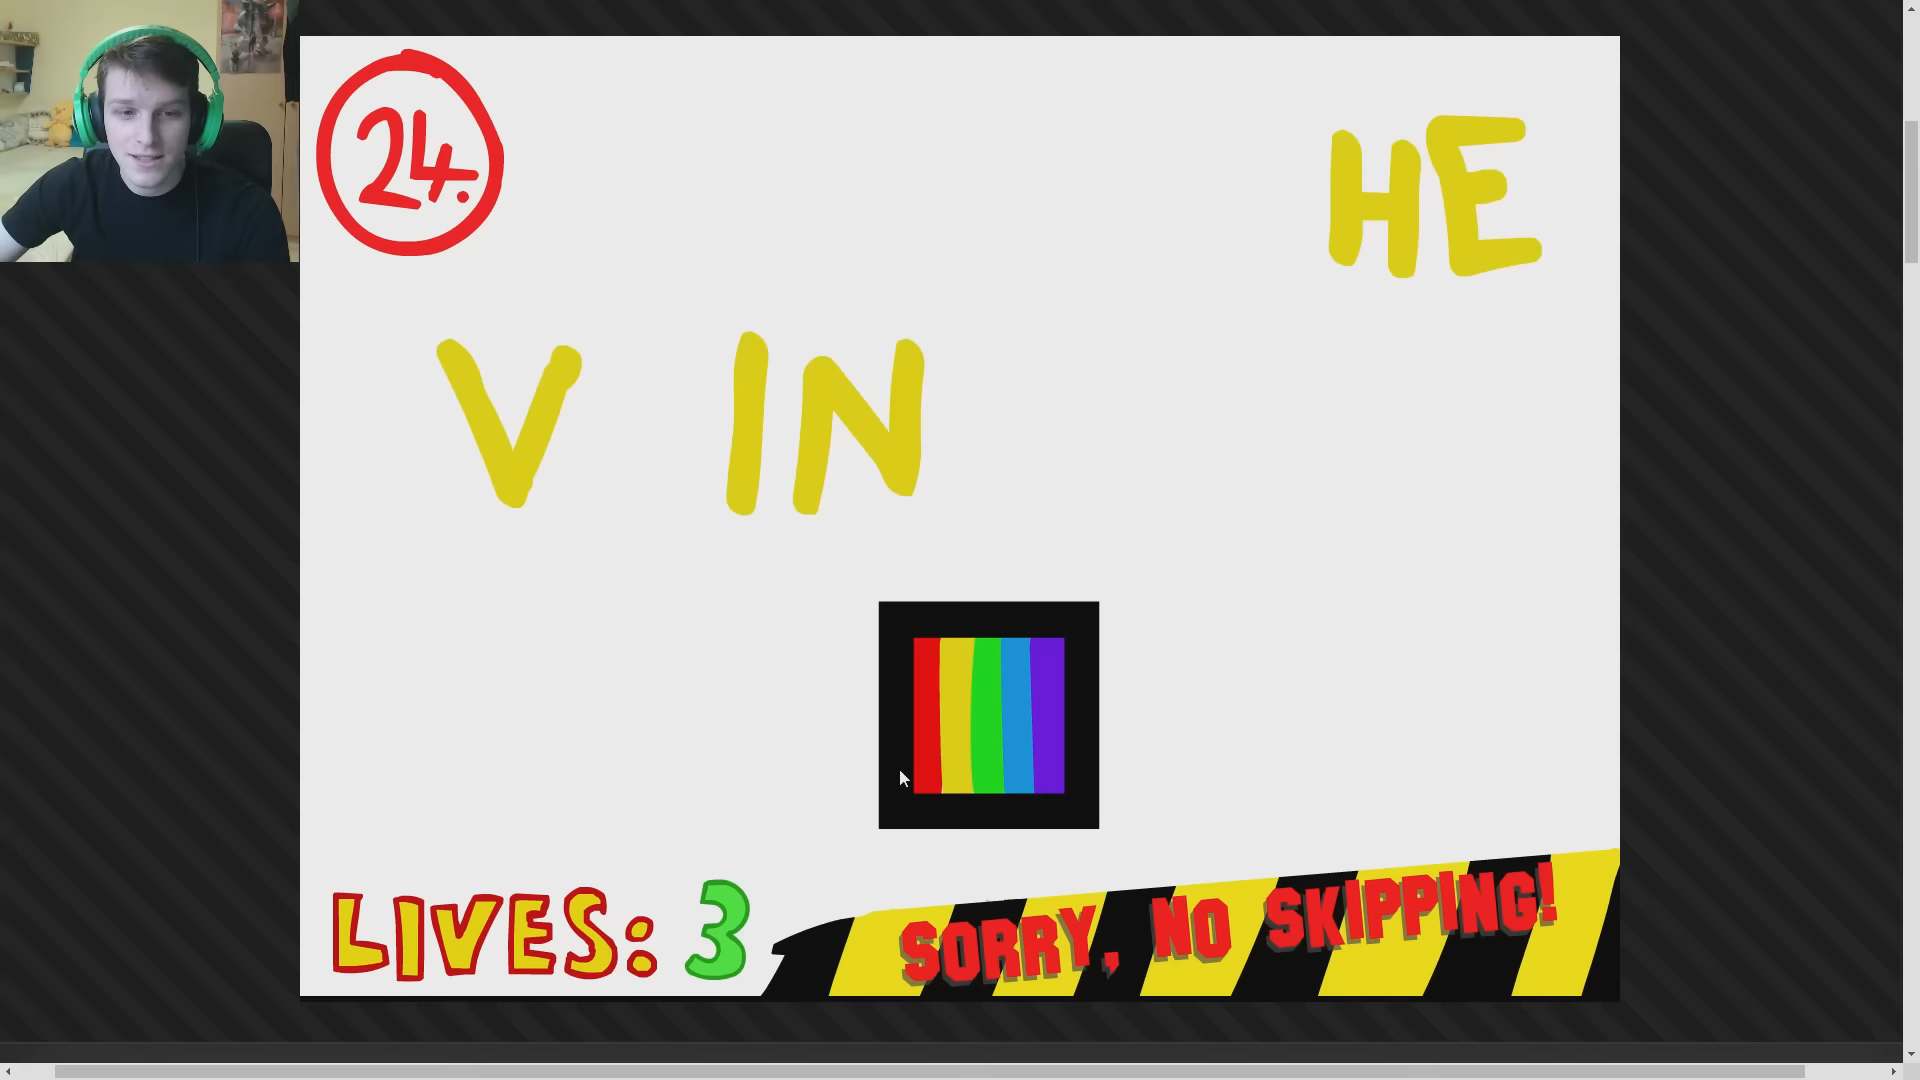 24.
HE
V IN
LIVES: 3
SORRY, NO SKIPPING!